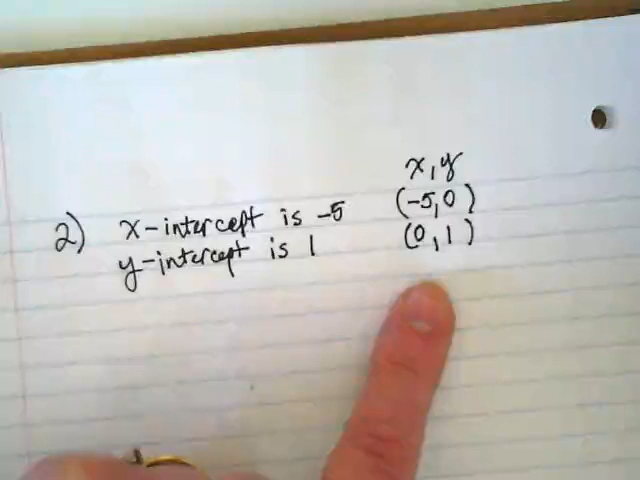 x, y
2) x-intercept is -5 (-5, 0)
y-intercept is 1 (0, 1)